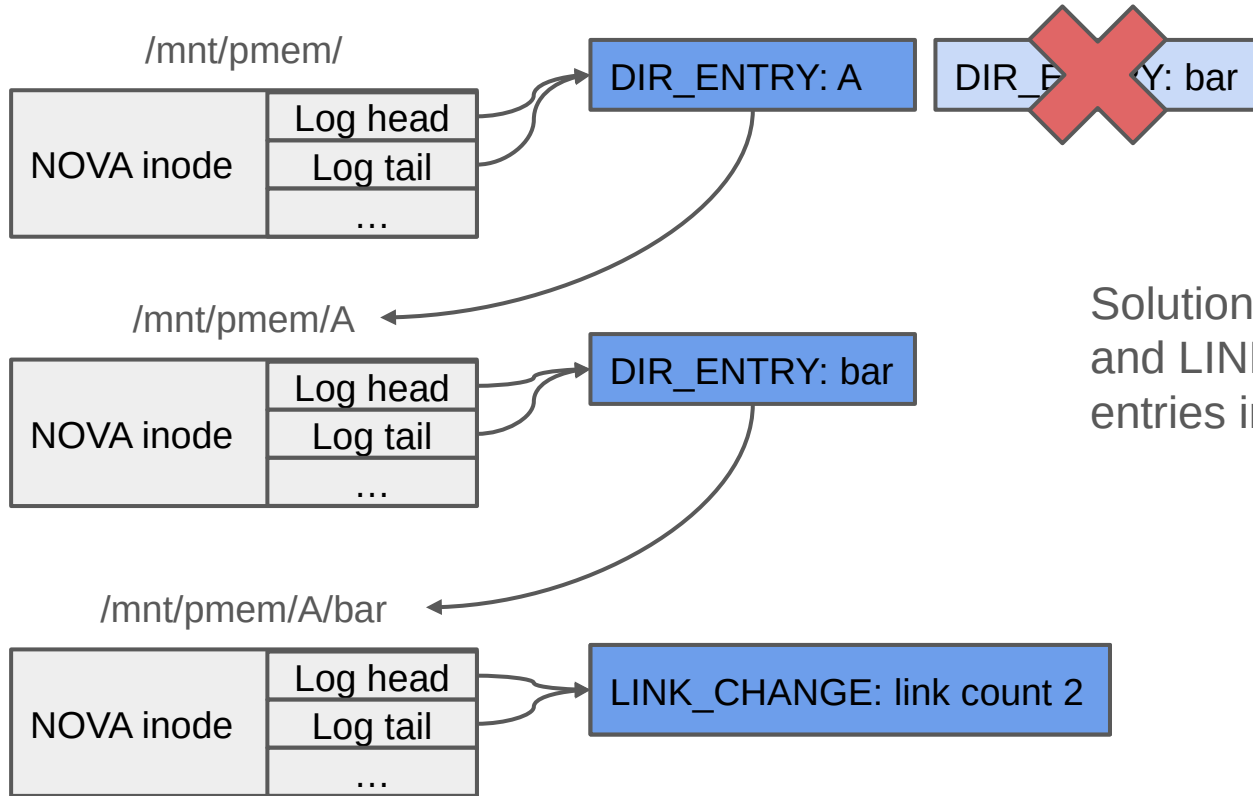 /mnt/pmem/
DIR_ENTRY: A
DIR_E Y: bar
NOVA inode
Log head
Log tail
…
/mnt/pmem/A
DIR_ENTRY: bar
NOVA inode
Log head
Log tail
…
Solution
and LIN
entries i
/mnt/pmem/A/bar
LINK_CHANGE: link count 2
NOVA inode
Log head
Log tail
…